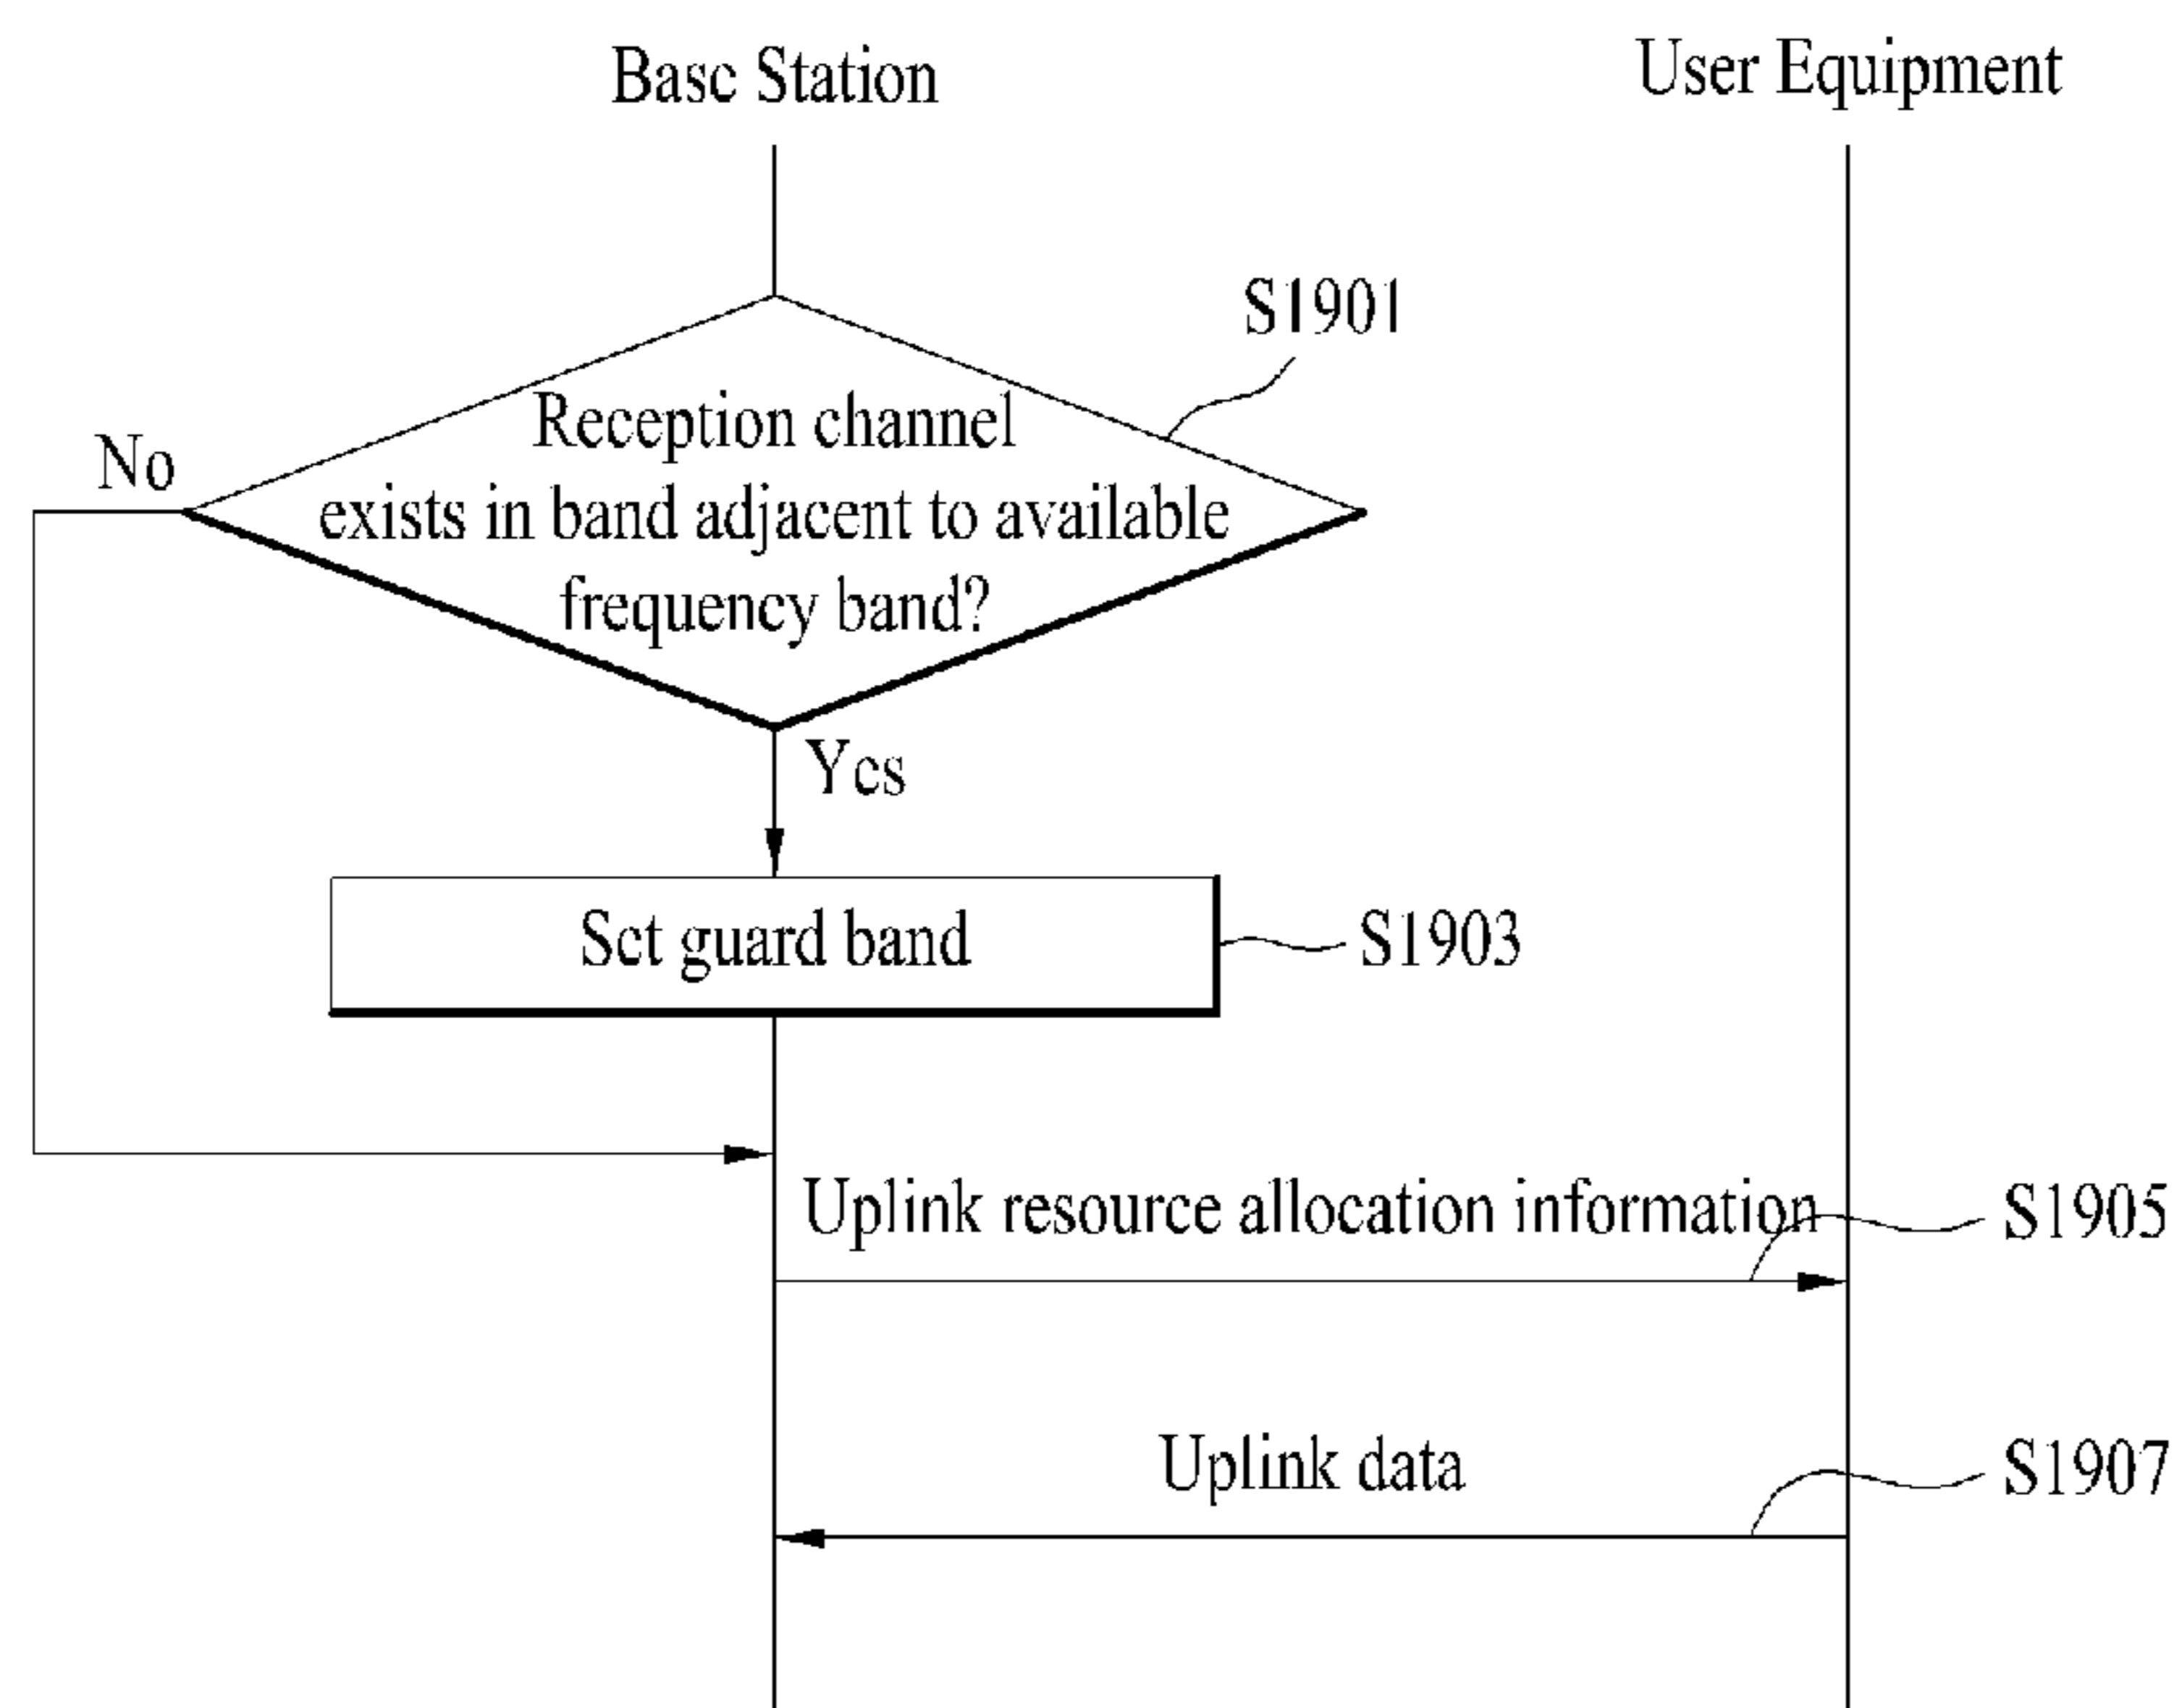 Base Station
User Equipment
S1901
Reception channel
exists in band adjacent to available
frequency band?
No
Yes
Set guard band
S1903
Uplink resource allocation information
S1905
Uplink data
S1907